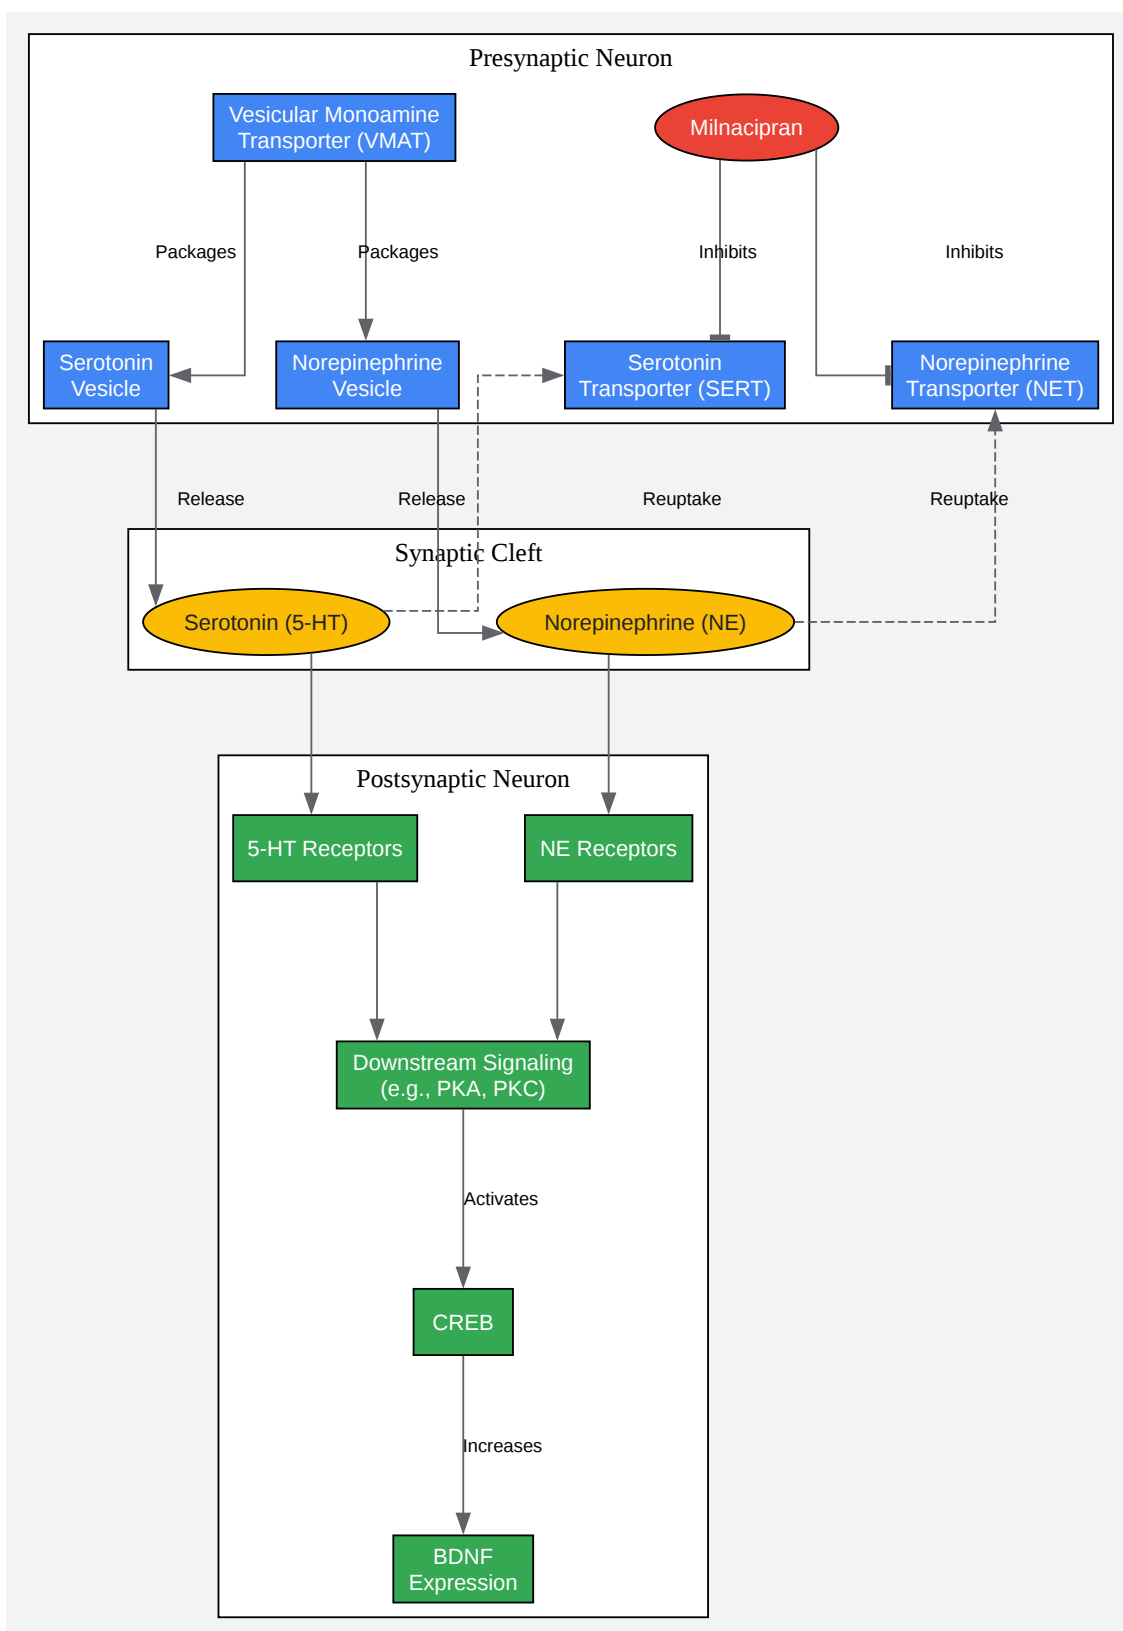 Presynaptic Neuron
Vesicular Monoamine
Transporter (VMAT)
Milnacipran
Packages
Packages
Inhibits
Inhibits
Serotonin
Vesicle
Norepinephrine
Vesicle
Serotonin
Transporter (SERT)
Norepinephrine
Transporter (NET)
Release
Release
Reuptake
Reuptake
Synaptic Cleft
Serotonin (5-HT)
Norepinephrine (NE)
Postsynaptic Neuron
5-HT Receptors
NE Receptors
Downstream Signaling
(e.g., PKA, PKC)
Activates
CREB
Increases
BDNF
Expression